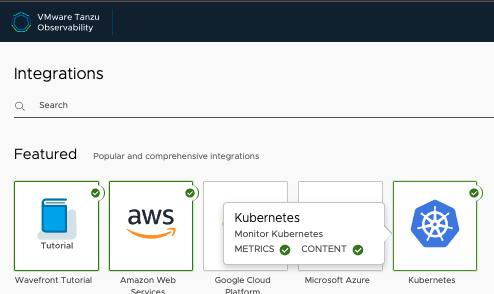 VMware Tanzu
Observability
Integrations
Search
Featured Popular and comprehensive integrations
Tutorial
aws
Kubernetes
Monitor Kubernetes
METRICS CONTENT
Wavefront Tutorial
Amazon Web
Services
Google Cloud
Platform
Microsoft Azure
Kubernetes